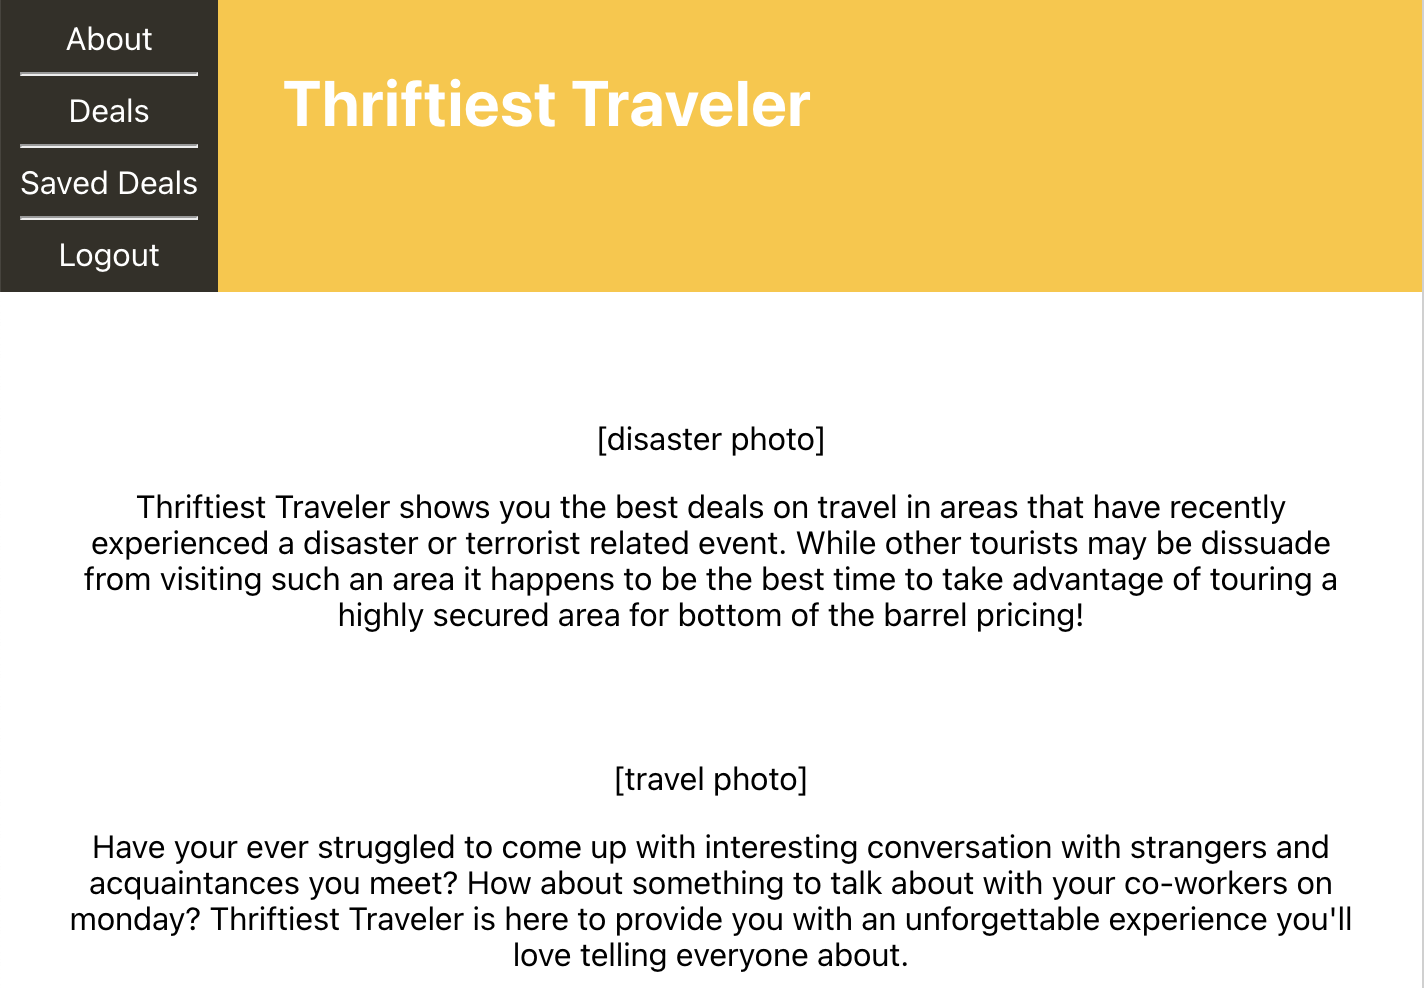 About
Deals
Saved Deals
Logout
Thriftiest Traveler
[disaster photo]
Thriftiest Traveler shows you the best deals on travel in areas that have recently
experienced a disaster or terrorist related event. While other tourists may be dissuade
from visiting such an area it happens to be the best time to take advantage of touring a
highly secured area for bottom of the barrel pricing!
[travel photo]
Have your ever struggled to come up with interesting conversation with strangers and
acquaintances you meet? How about something to talk about with your co-workers on
monday? Thriftiest Traveler is here to provide you with an unforgettable experience you'll
love telling everyone about.